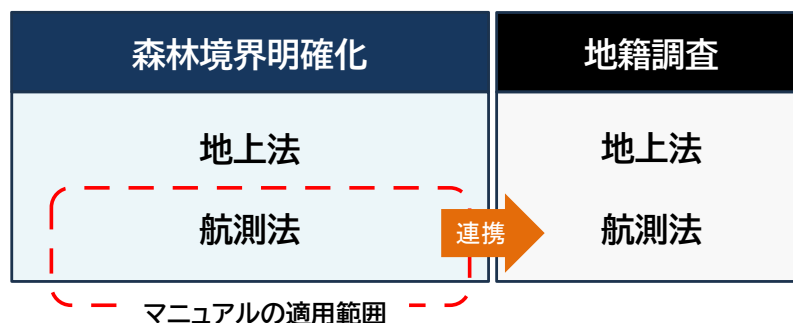 森林境界明確化
地籍調査
地上法
地上法
航測法
連携
航測法
マニュアルの適用範囲